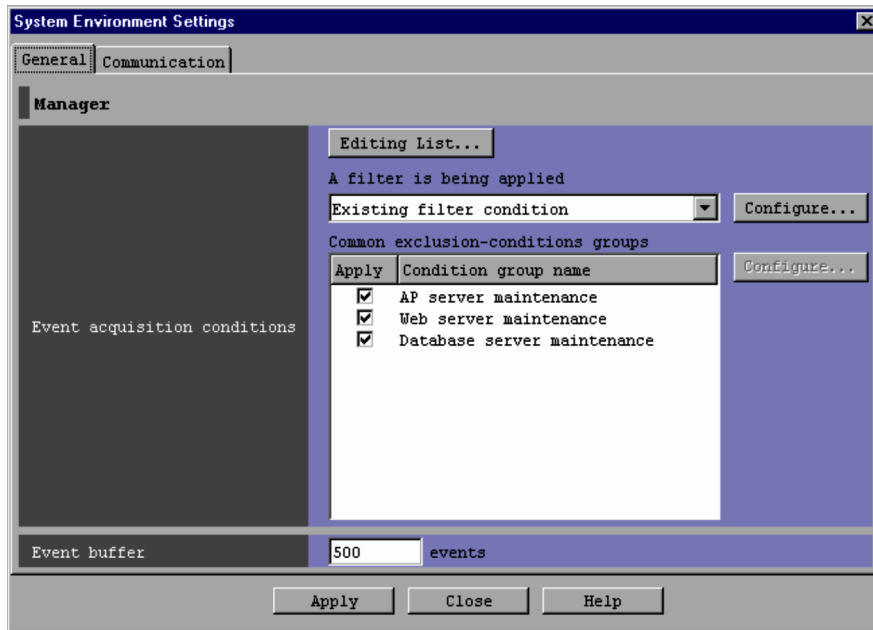 System Environment Settings
General Communication
Manager
Editing List...
A filter is being applied
Existing filter condition Configure...
Common exclusion-conditions groups
Apply Condition group name Configure...
AP server maintenance
Web server maintenance
Database server maintenance
Event acquisition conditions
Event buffer 500 events
Apply Close Help